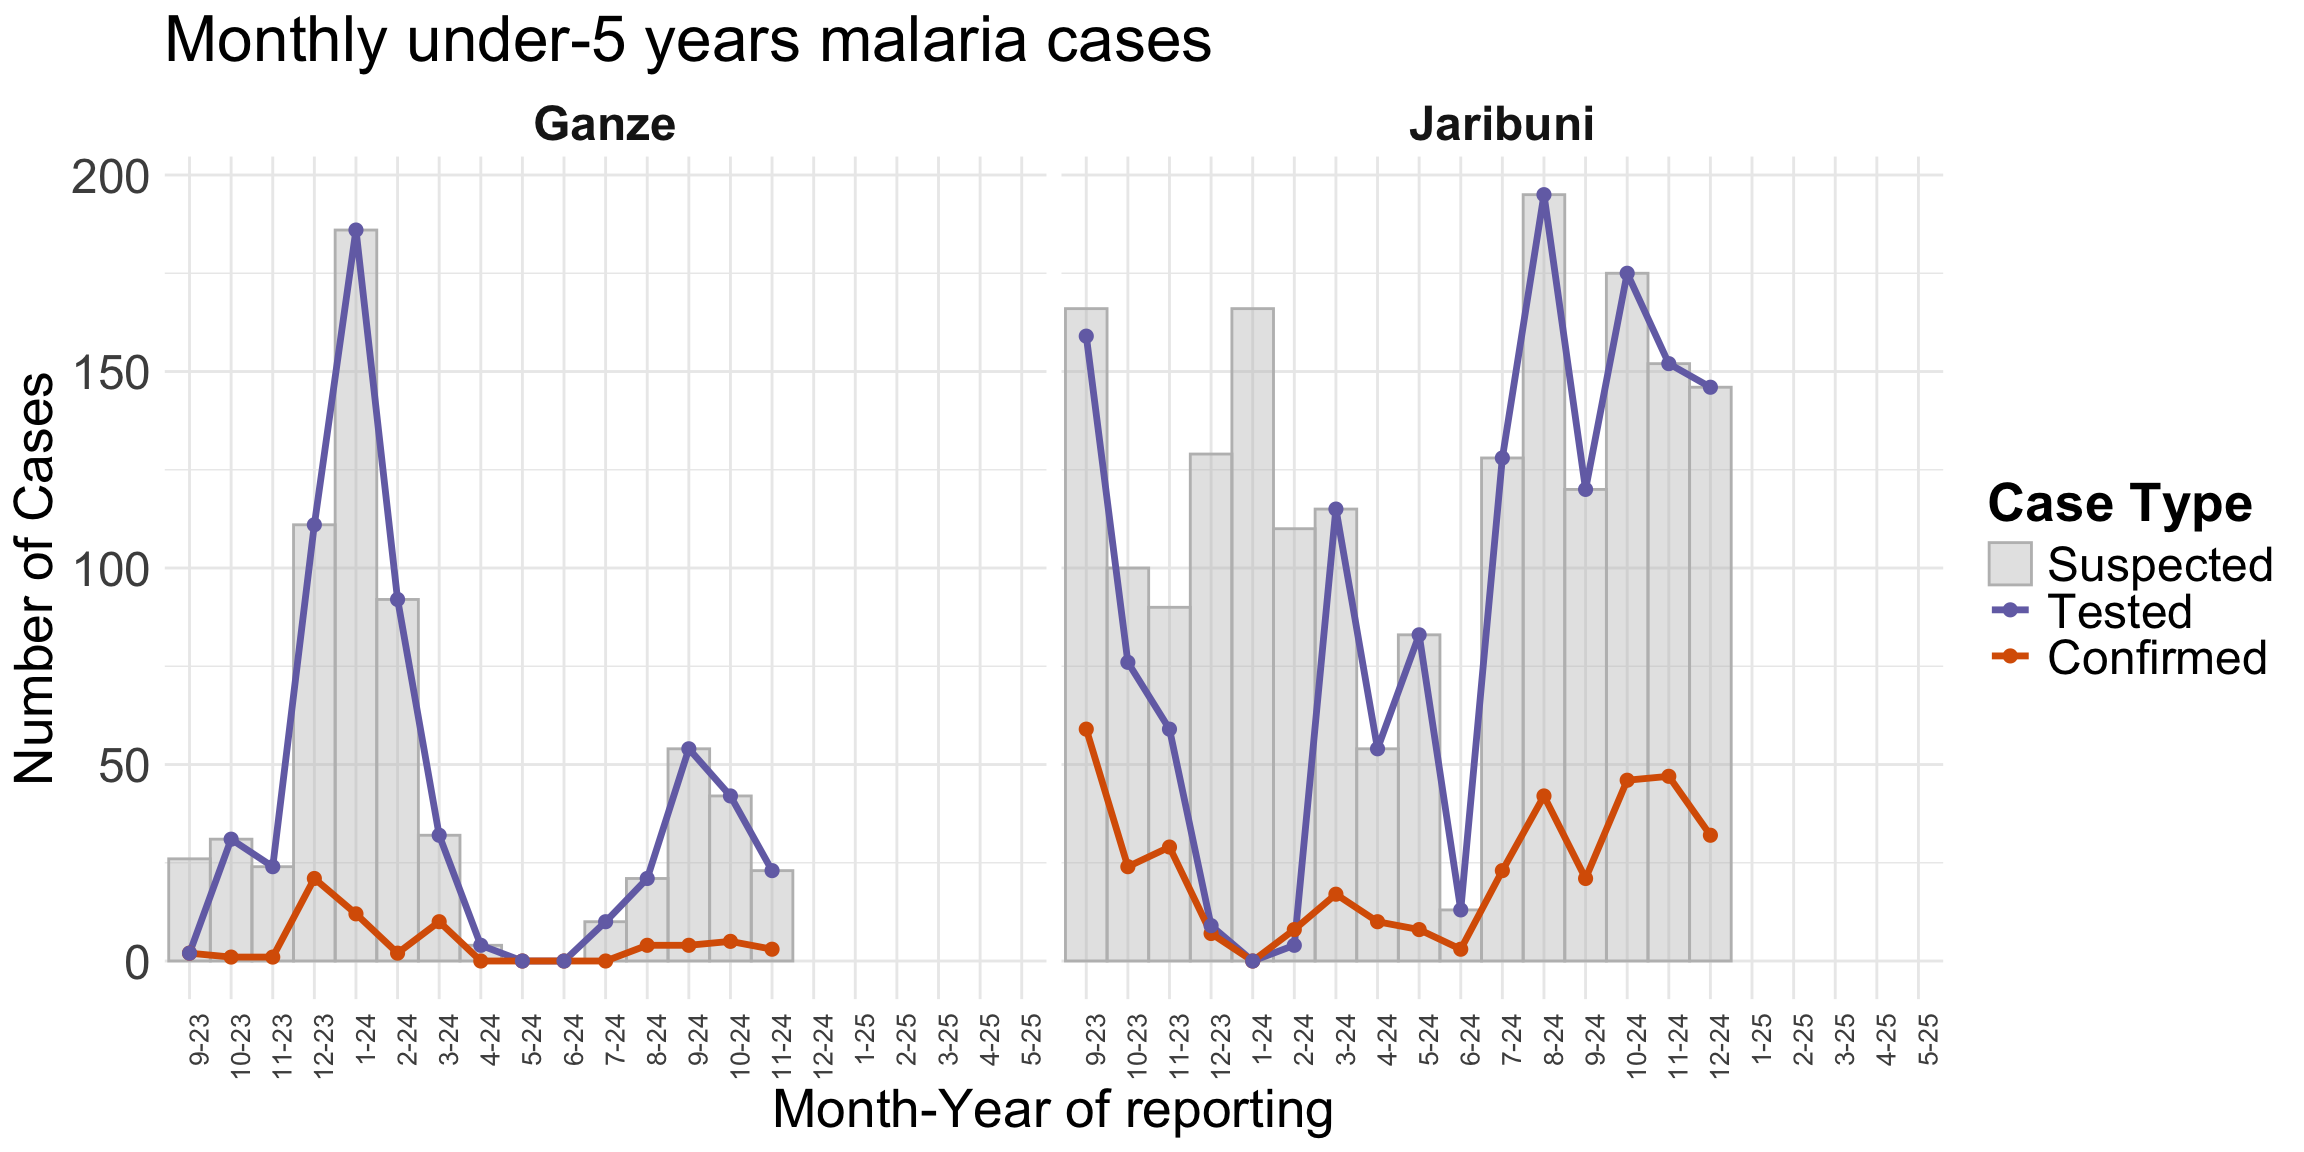 Monthly under-5 years malaria cases
Ganze
Jaribuni
200
150
100
50
0
Number of Cases
9-23 10-23 11-23 12-23 1-24 2-24 3-24 4-24 5-24 6-24 7-24 8-24 9-24 10-24 11-24 12-24 1-25 2-25 3-25 4-25 5-25
9-23 10-23 11-23 12-23 1-24 2-24 3-24 4-24 5-24 6-24 7-24 8-24 9-24 10-24 11-24 12-24 1-25 2-25 3-25 4-25 5-25
Month-Year of reporting
Case Type
Suspected
Tested
Confirmed